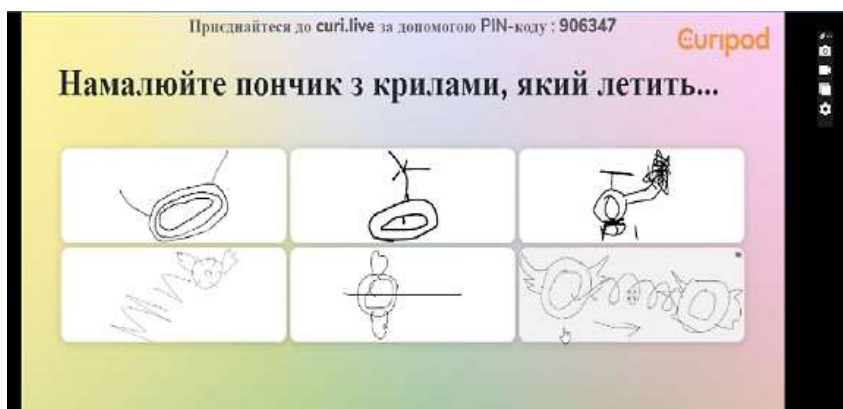 Приєднайтеся до curi.live за допомогою PIN-коду : 906347
Curipod
Намалюйте пончик з крилами, який летить...